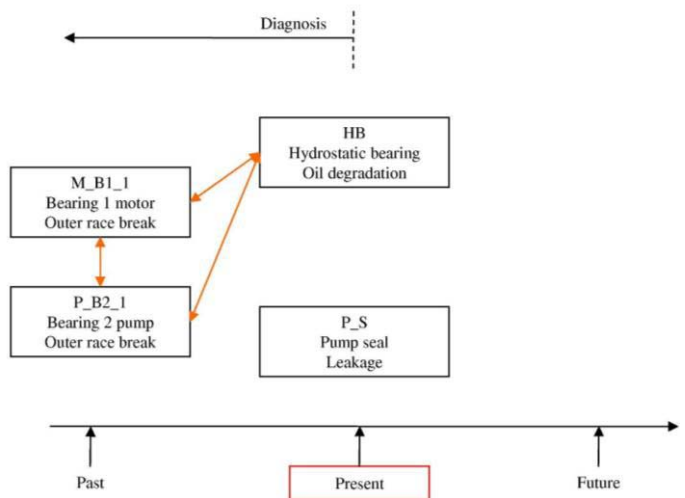 Diagnosis
HB
Hydrostatic bearing
Oil degradation
M_B1_1
Bearing 1 motor
Outer race break
P_B2_1
Bearing 2 pump
Outer race break
P_S
Pump seal
Leakage
Past
Present
Future